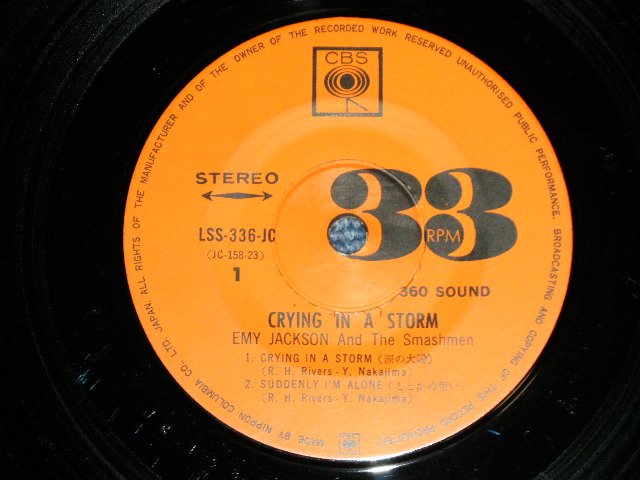 ALL RIGHTS OF THE MANUFACTURER AND OF THE OWNER OF THE RECORDED WORK RESERVED UNAUTHORISED PUBLIC PERFORMANCE. BROADCASTING AND COPYING OF THIS RECORD PROHIBITED
CBS
STEREO
33
RPM
LSS-336-JC
(JC-158-23)
1
360 SOUND
CRYING IN A STORM
EMY JACKSON And The Smashmen
1. CRYING IN A STORM (涙の太陽)
(R. H. Rivers - Y. Nakajima)
2. SUDDENLY I'M ALONE
(R. H. Rivers - Y. Nakajima)
MADE BY NIPPON COLUMBIA CO., LTD. JAPAN.